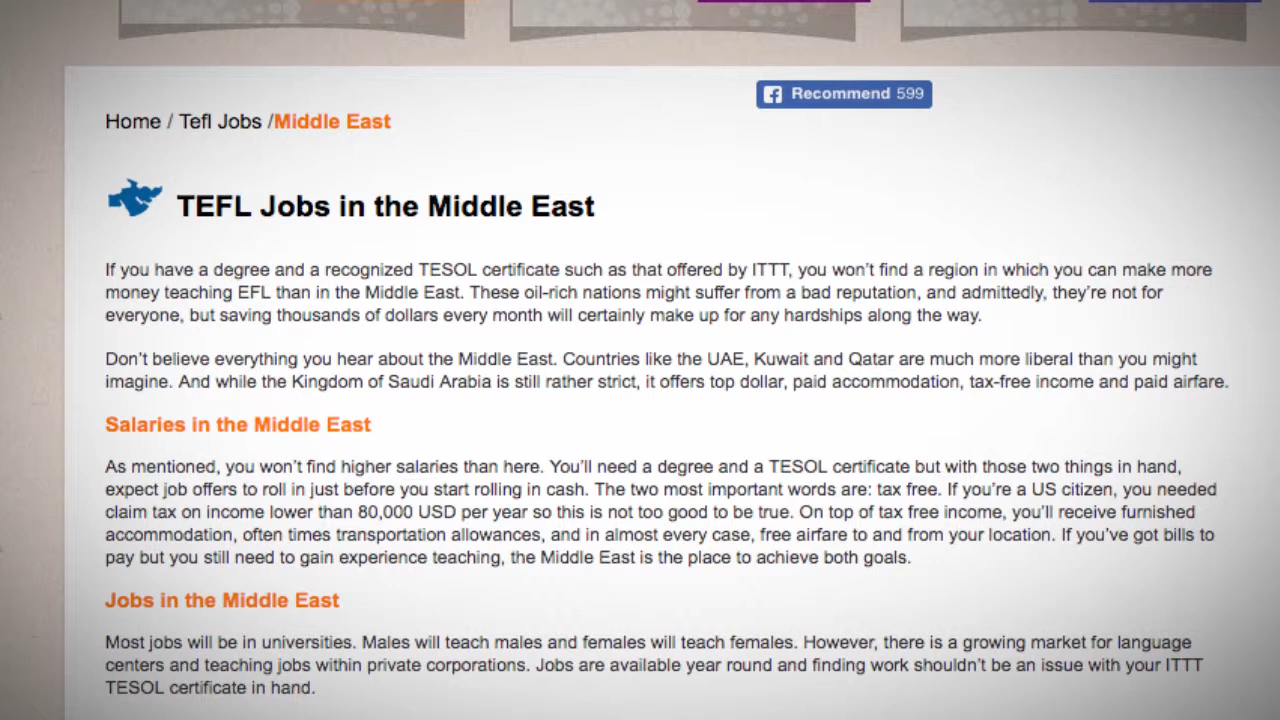 Recommend 599
Home / Tefl Jobs /Middle East
TEFL Jobs in the Middle East
If you have a degree and a recognized TESOL certificate such as that offered by ITTT, you won't find a region in which you can make more
money teaching EFL than in the Middle East. These oil-rich nations might suffer from a bad reputation, and admittedly, they're not for
everyone, but saving thousands of dollars every month will certainly make up for any hardships along the way.
Don't believe everything you hear about the Middle East. Countries like the UAE, Kuwait and Qatar are much more liberal than you might
imagine. And while the Kingdom of Saudi Arabia is still rather strict, it offers top dollar, paid accommodation, tax-free income and paid airfare.
Salaries in the Middle East
As mentioned, you won't find higher salaries than here. You'll need a degree and a TESOL certificate but with those two things in hand,
expect job offers to roll in just before you start rolling in cash. The two most important words are: tax free. If you're a US citizen, you needed
claim tax on income lower than 80,000 USD per year so this is not too good to be true. On top of tax free income, you'll receive furnished
accommodation, often times transportation allowances, and in almost every case, free airfare to and from your location. If you've got bills to
pay but you still need to gain experience teaching, the Middle East is the place to achieve both goals.
Jobs in the Middle East
Most jobs will be in universities. Males will teach males and females will teach females. However, there is a growing market for language
centers and teaching jobs within private corporations. Jobs are available year round and finding work shouldn't be an issue with your ITTT
TESOL certificate in hand.